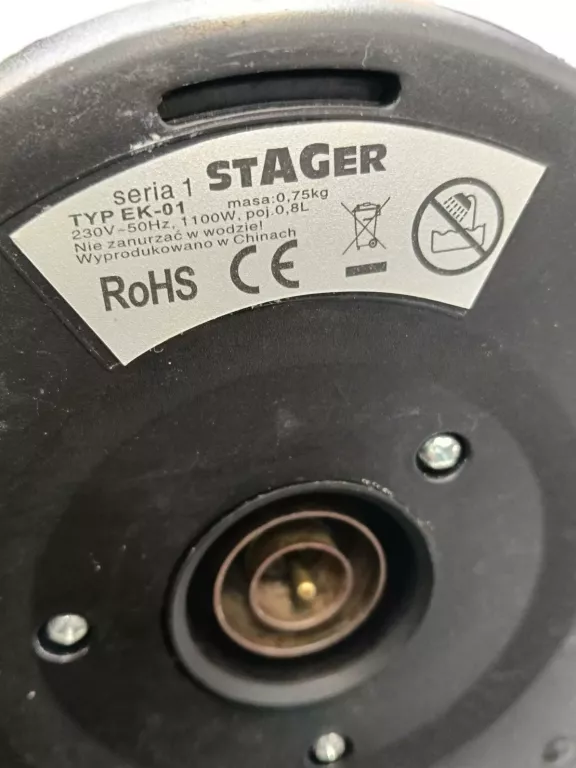 seria 1 STAGER
TYP EK-01 masa:0,75kg
230V~50Hz, 1100W, poj.0,8L
Nie zanurzać w wodzie!
Wyprodukowano w Chinach
RoHS CE